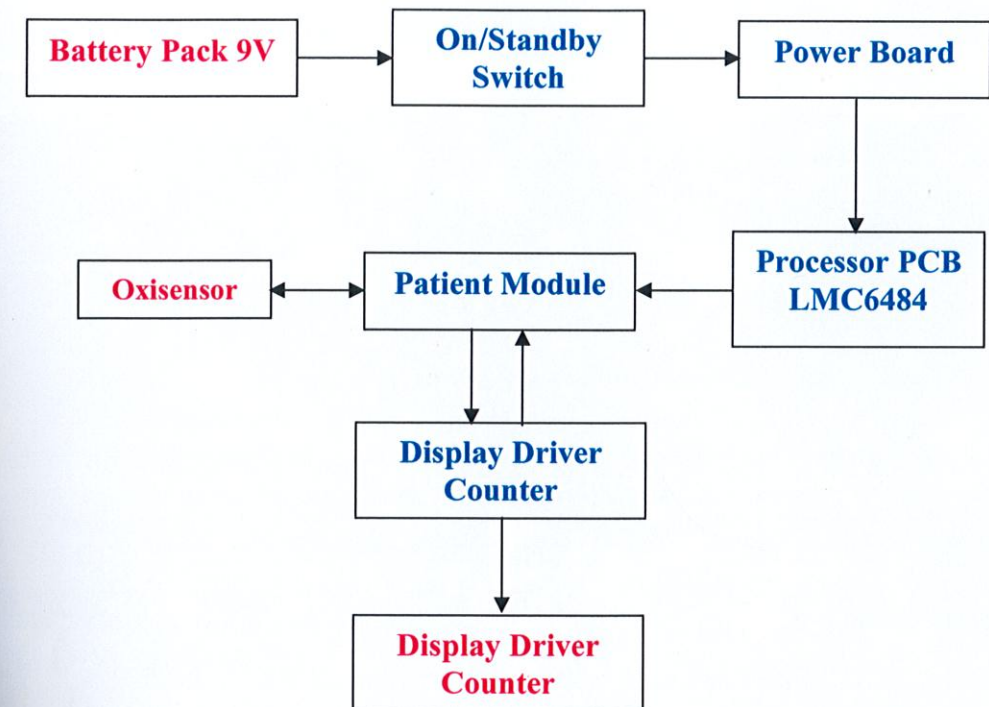 Battery Pack 9V
On/Standby
Switch
Power Board
Oxisensor
Patient Module
Processor PCB
LMC6484
Display Driver
Counter
Display Driver
Counter